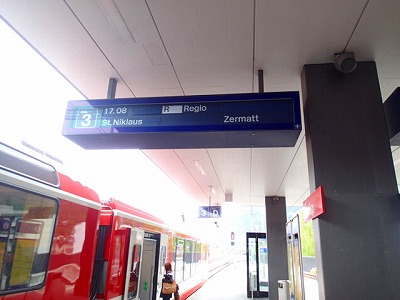 3 17.08 R Regio
St.Niklaus Zermatt
3 D